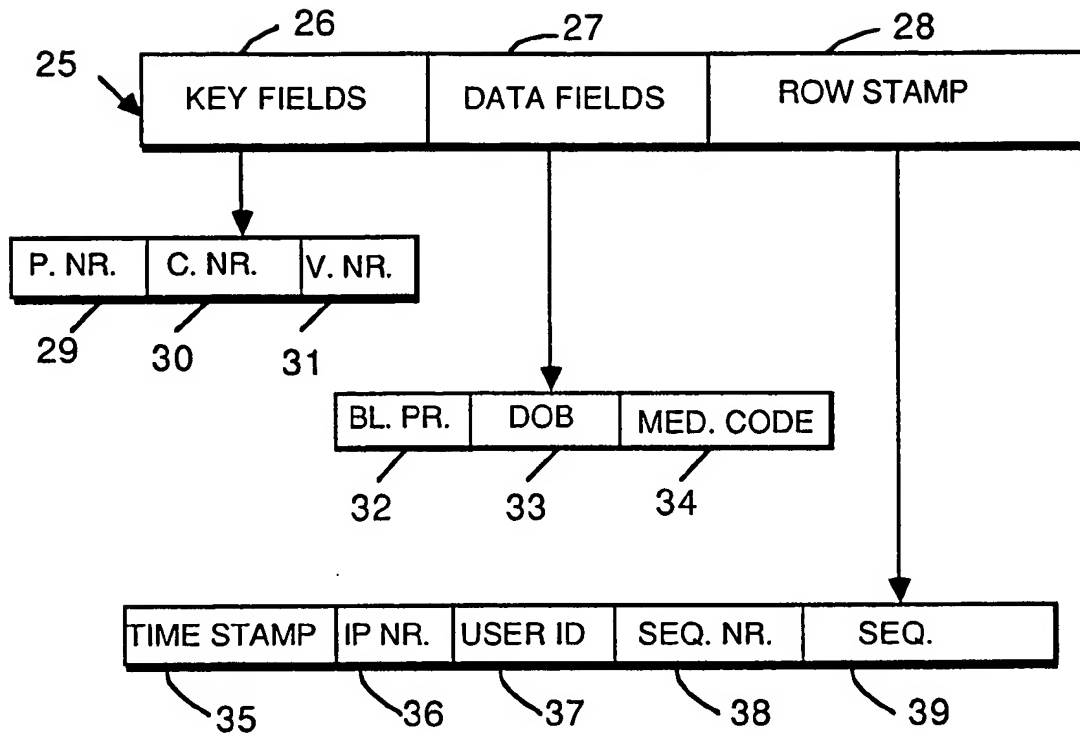 26 27 28
25
KEY FIELDS DATA FIELDS ROW STAMP
P. NR. C. NR. V. NR.
29 30 31
BL. PR. DOB MED. CODE
32 33 34
TIME STAMP IP NR. USER ID SEQ. NR. SEQ.
35 36 37 38 39